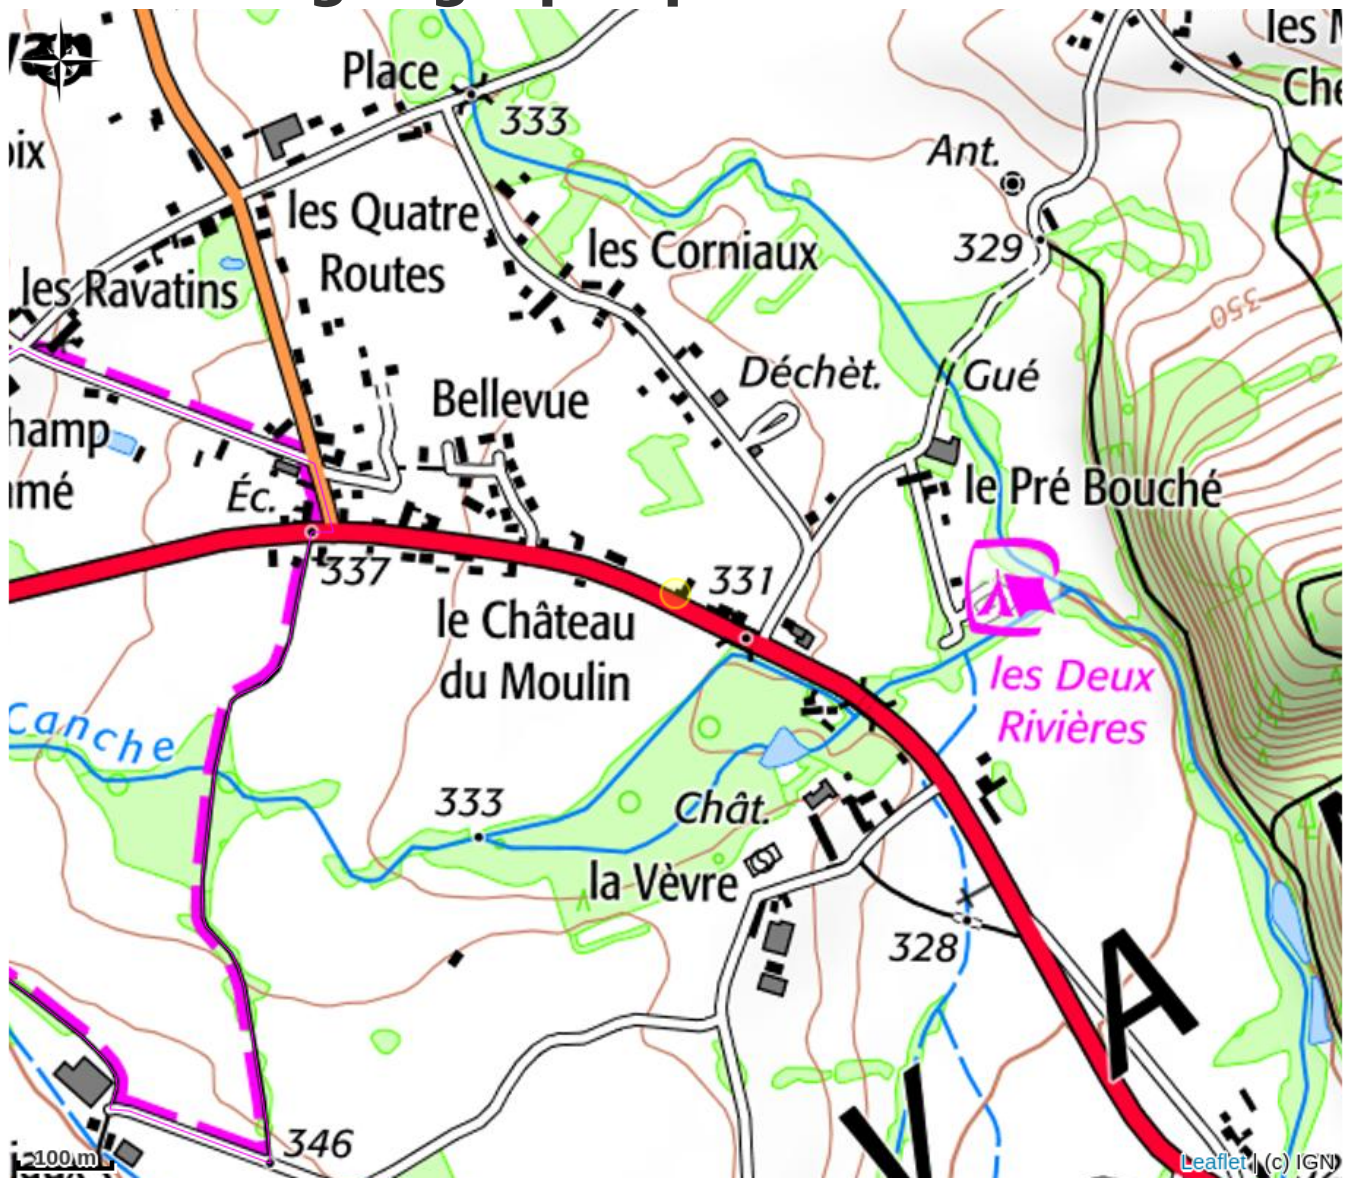 Place
333
les Quatre
Routes
les Ravatins
les Corniaux
Ant.
329
350
Déchèt.
Gué
Bellevue
Éc.
337
le Pré Bouché
331
le Château
du Moulin
les Deux
Rivières
Canche
333
Chât.
la Vèvre
328
A
V
346
100 m
Leaflet | (c) IGN